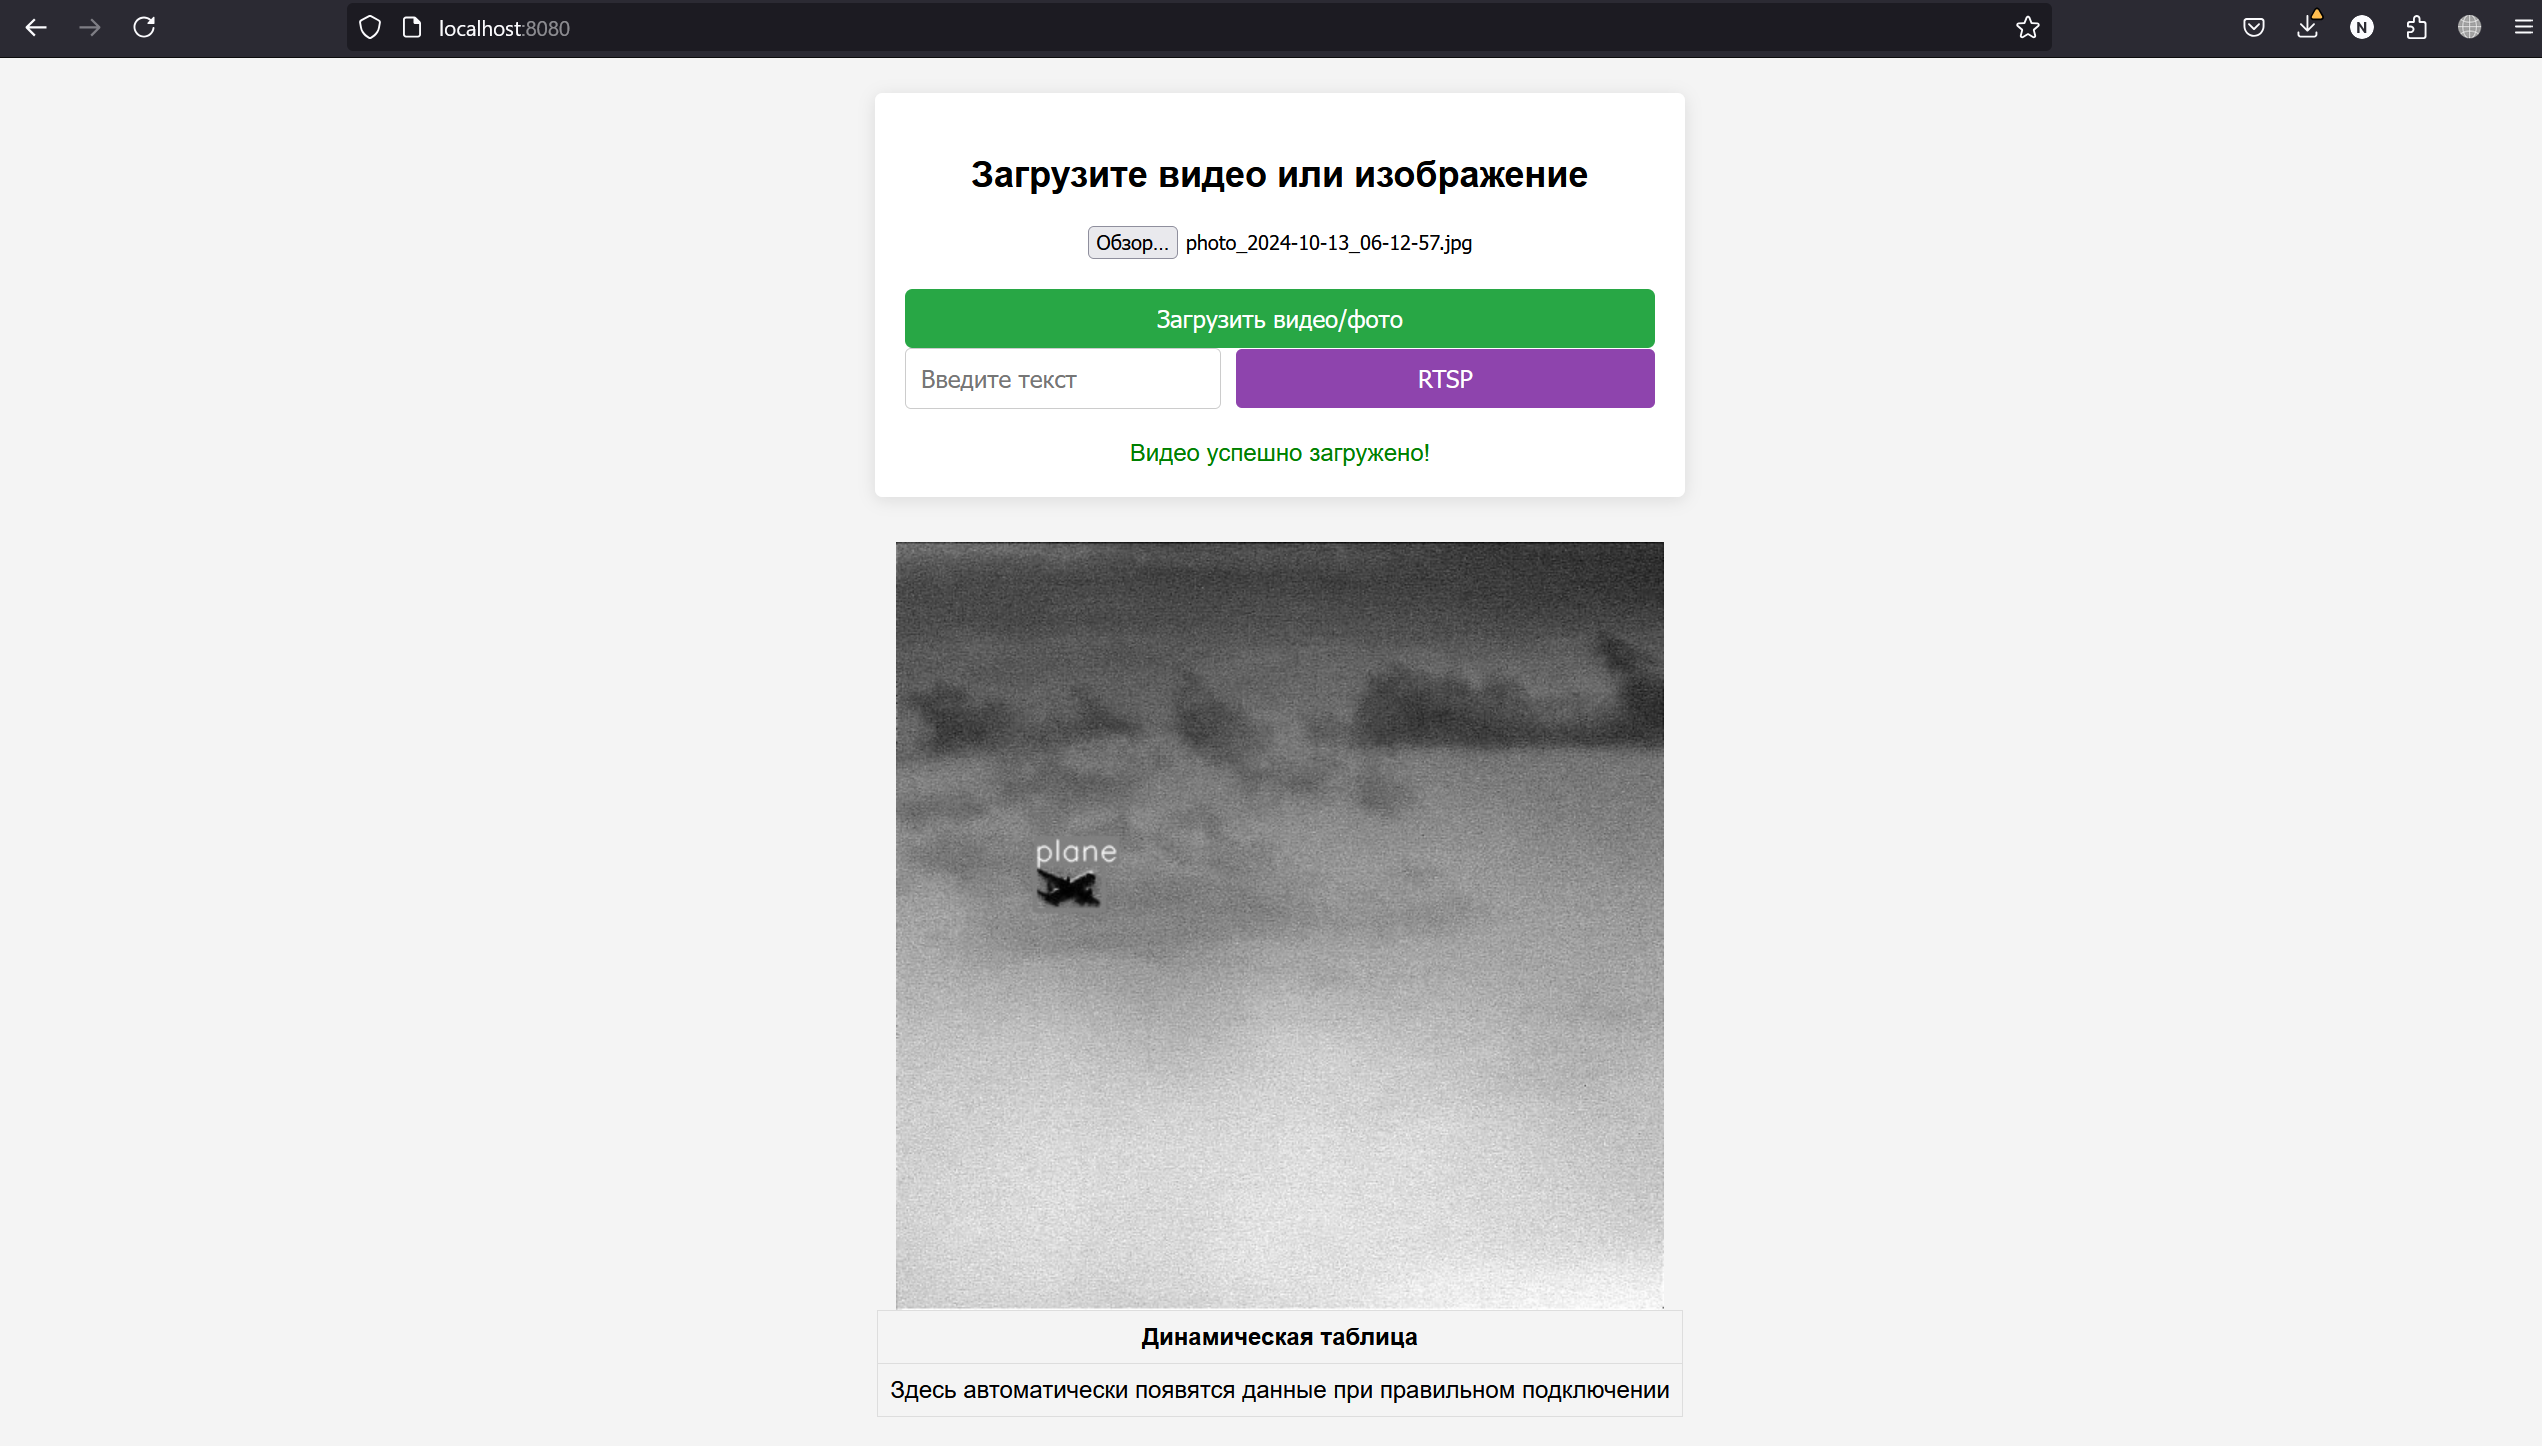 localhost:8080
N
Загрузите видео или изображение
Обзор... photo_2024-10-13_06-12-57.jpg
Загрузить видео/фото
Введите текст
RTSP
Видео успешно загружено!
plane
Динамическая таблица
Здесь автоматически появятся данные при правильном подключении